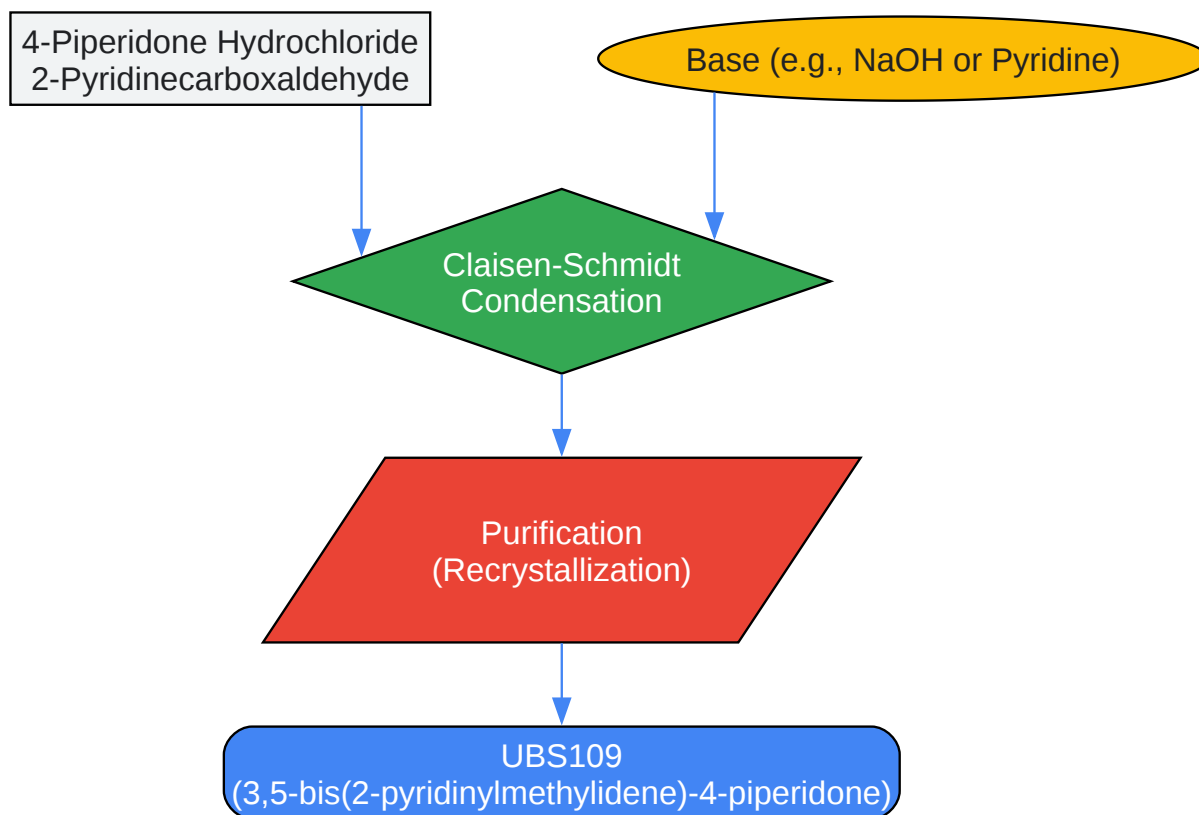 4-Piperidone Hydrochloride
2-Pyridinecarboxaldehyde
Base (e.g., NaOH or Pyridine)
Claisen-Schmidt
Condensation
Purification
(Recrystallization)
UBS109
(3,5-bis(2-pyridinylmethylidene)-4-piperidone)